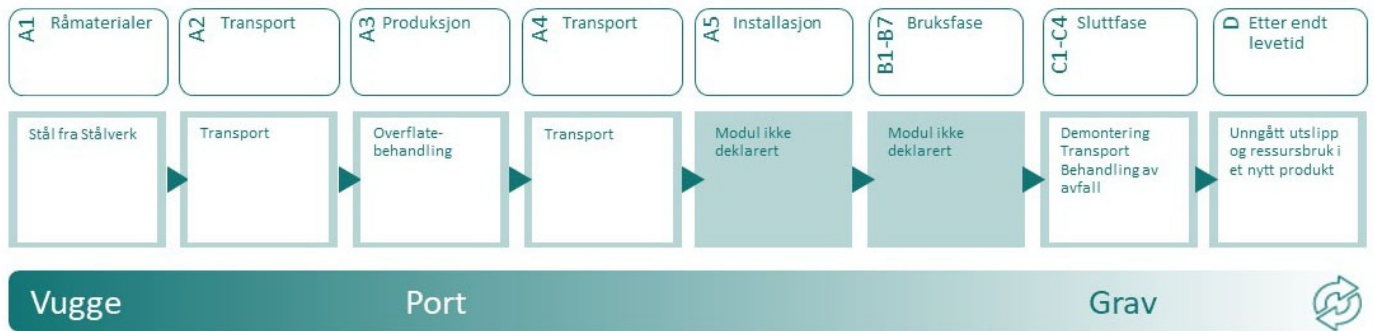 A1 Råmaterialer
A2 Transport
A3 Produksjon
A4 Transport
A5 Installasjon
B1-B7 Bruksfase
C1-C4 Sluttfase
D Etter endt
levetid
Stål fra Stålverk
Transport
Overflate-
behandling
Transport
Modul ikke
deklarert
Modul ikke
deklarert
Demontering
Transport
Behandling av
avfall
Unngått utslipp
og ressursbruk i
et nytt produkt
Vugge
Port
Grav